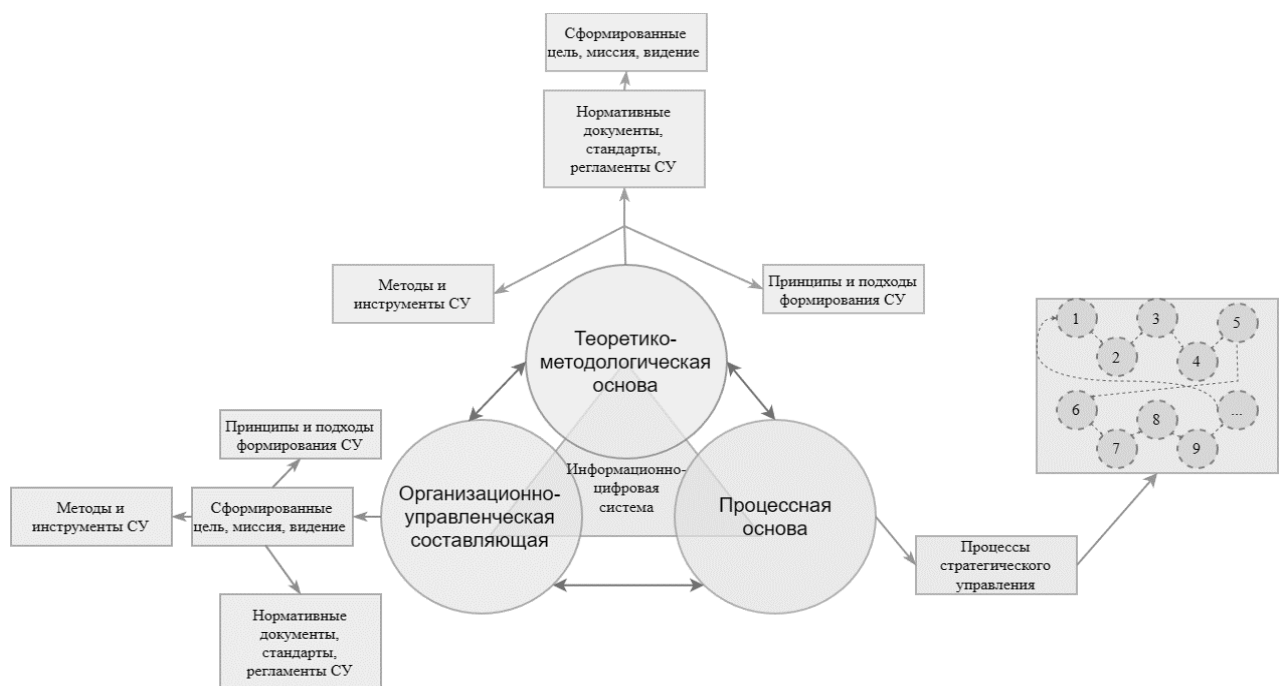 Сформированные
цель, миссия, видение
Нормативные
документы,
стандарты,
регламенты СУ
Методы и
инструменты СУ
Принципы и подходы
формирования СУ
Теоретико-
методологическая
основа
1
3
5
2
4
6
8
...
7
9
Принципы и подходы
формирования СУ
Методы и
инструменты СУ
Сформированные
цель, миссия, видение
Организационно-
управленческая
составляющая
Информационно-
цифровая
система
Процессная
основа
Процессы
стратегического
управления
Нормативные
документы,
стандарты,
регламенты СУ